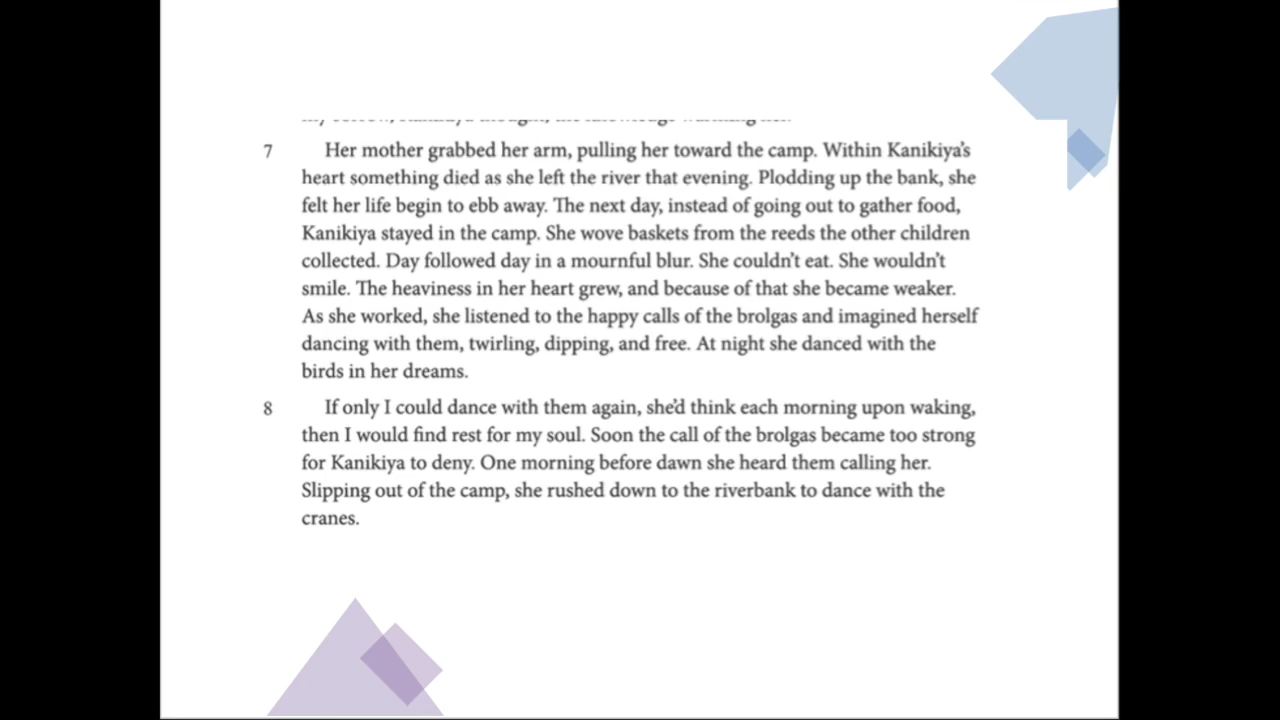 7 Her mother grabbed her arm, pulling her toward the camp. Within Kanikiya's
heart something died as she left the river that evening. Plodding up the bank, she
felt her life begin to ebb away. The next day, instead of going out to gather food,
Kanikiya stayed in the camp. She wove baskets from the reeds the other children
collected. Day followed day in a mournful blur. She couldn't eat. She wouldn't
smile. The heaviness in her heart grew, and because of that she became weaker.
As she worked, she listened to the happy calls of the brolgas and imagined herself
dancing with them, twirling, dipping, and free. At night she danced with the
birds in her dreams.
8 If only I could dance with them again, she'd think each morning upon waking,
then I would find rest for my soul. Soon the call of the brolgas became too strong
for Kanikiya to deny. One morning before dawn she heard them calling her.
Slipping out of the camp, she rushed down to the riverbank to dance with the
cranes.